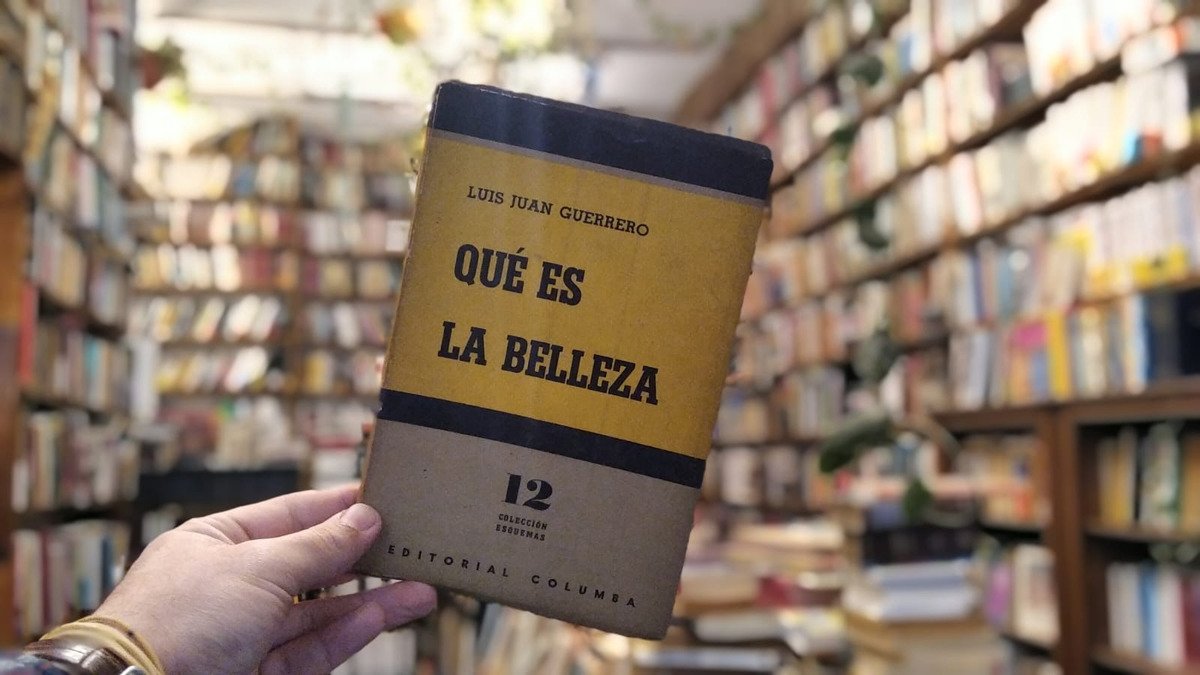 LUIS JUAN GUERRERO
QUÉ ES
LA BELLEZA
12
COLECCIÓN
ESQUEMAS
EDITORIAL COLUMBA